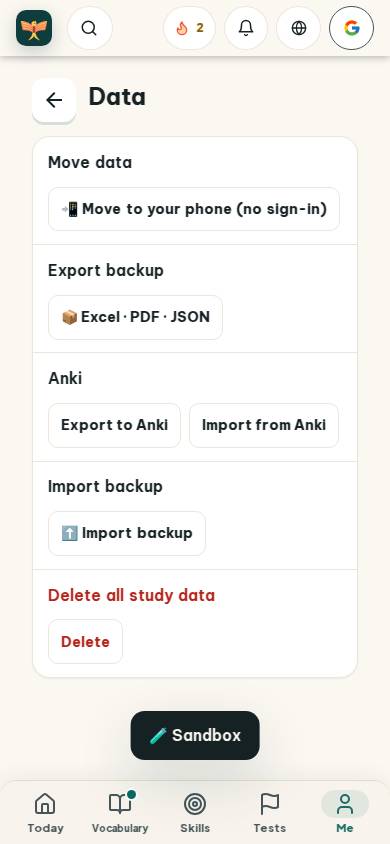 2
Data
Move data
Move to your phone (no sign-in)
Export backup
Excel · PDF · JSON
Anki
Export to Anki
Import from Anki
Import backup
Import backup
Delete all study data
Delete
Sandbox
Today
Vocabulary
Skills
Tests
Me